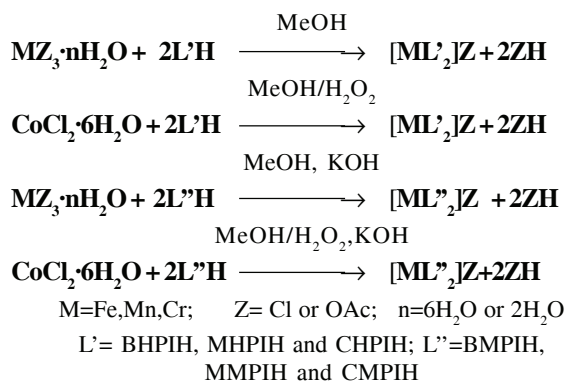 MeOH
MZ₃·nH₂O + 2L’H ⟶ [ML’₂]Z + 2ZH
MeOH/H₂O₂
CoCl₂·6H₂O + 2L’H ⟶ [ML’₂]Z + 2ZH
MeOH, KOH
MZ₃·nH₂O + 2L”H ⟶ [ML”₂]Z +2ZH
MeOH/H₂O₂,KOH
CoCl₂·6H₂O + 2L”H ⟶ [ML”₂]Z+2ZH
M=Fe,Mn,Cr; Z= Cl or OAc; n=6H₂O or 2H₂O
L’= BHPIH, MHPIH and CHPIH; L’’=BMPIH,
MMPIH and CMPIH